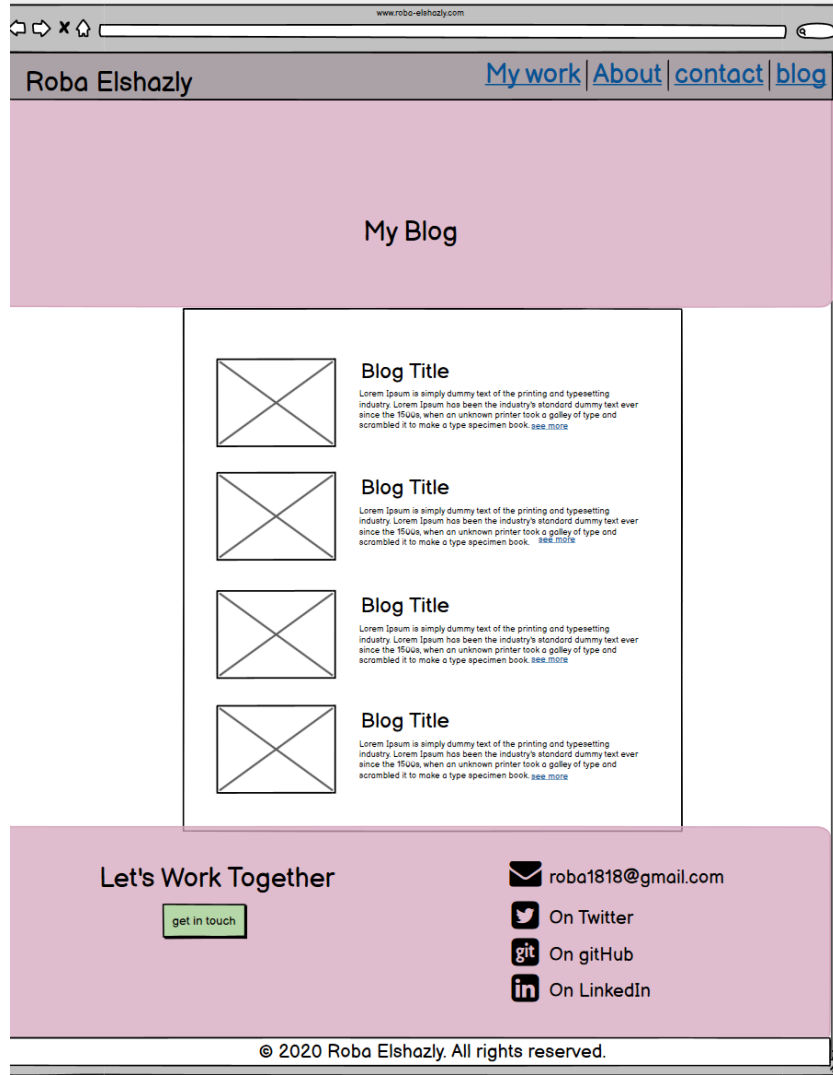 www.roba-elshazly.com
Roba Elshazly
My work | About | contact | blog
My Blog
Blog Title
Lorem Ipsum is simply dummy text of the printing and typesetting
industry. Lorem Ipsum has been the industry's standard dummy text ever
since the 1500s, when an unknown printer took a galley of type and
scrambled it to make a type specimen book. see more
Blog Title
Lorem Ipsum is simply dummy text of the printing and typesetting
industry. Lorem Ipsum has been the industry's standard dummy text ever
since the 1500s, when an unknown printer took a galley of type and
scrambled it to make a type specimen book. see more
Blog Title
Lorem Ipsum is simply dummy text of the printing and typesetting
industry. Lorem Ipsum has been the industry's standard dummy text ever
since the 1500s, when an unknown printer took a galley of type and
scrambled it to make a type specimen book. see more
Blog Title
Lorem Ipsum is simply dummy text of the printing and typesetting
industry. Lorem Ipsum has been the industry's standard dummy text ever
since the 1500s, when an unknown printer took a galley of type and
scrambled it to make a type specimen book. see more
Let's Work Together
get in touch
roba1818@gmail.com
On Twitter
git On gitHub
in On LinkedIn
© 2020 Roba Elshazly. All rights reserved.